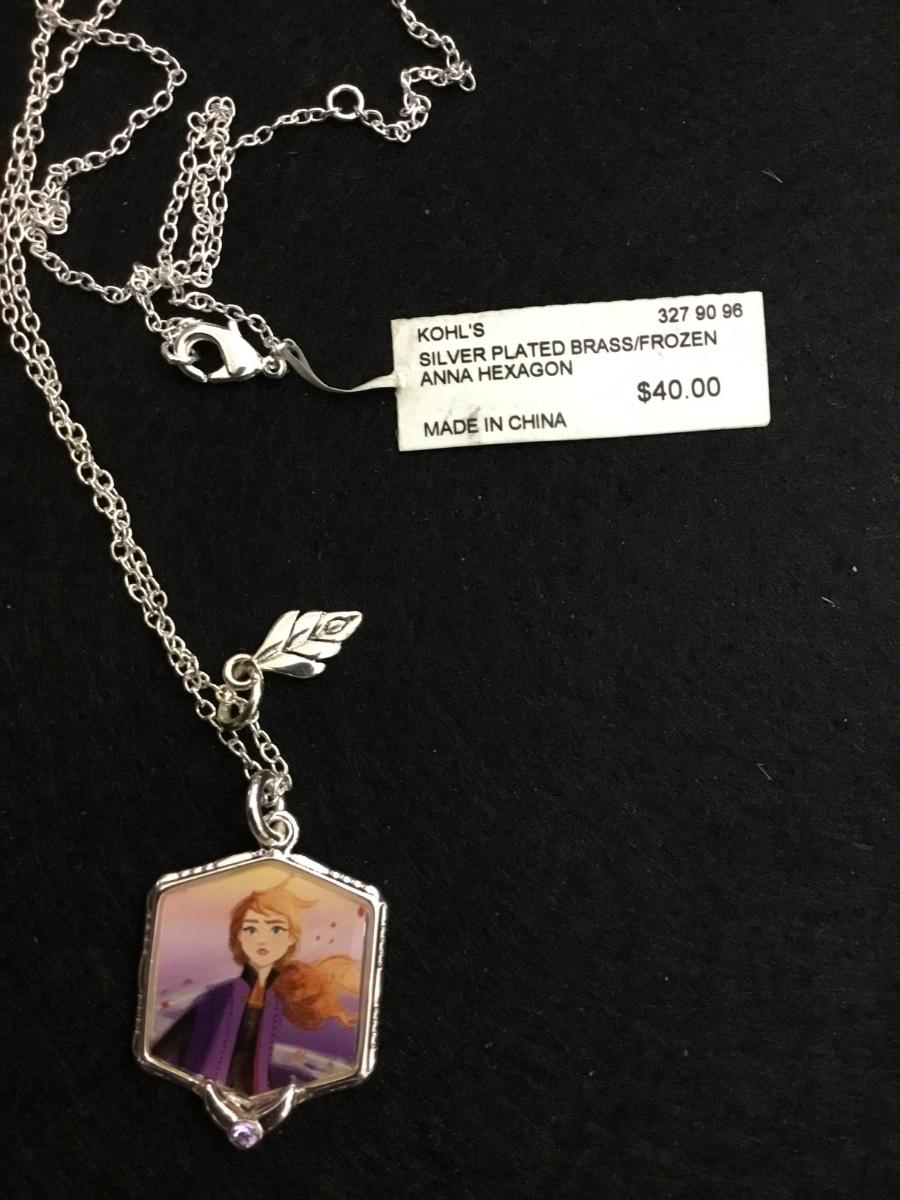 KOHL'S 327 90 96
SILVER PLATED BRASS/FROZEN
ANNA HEXAGON
$40.00
MADE IN CHINA